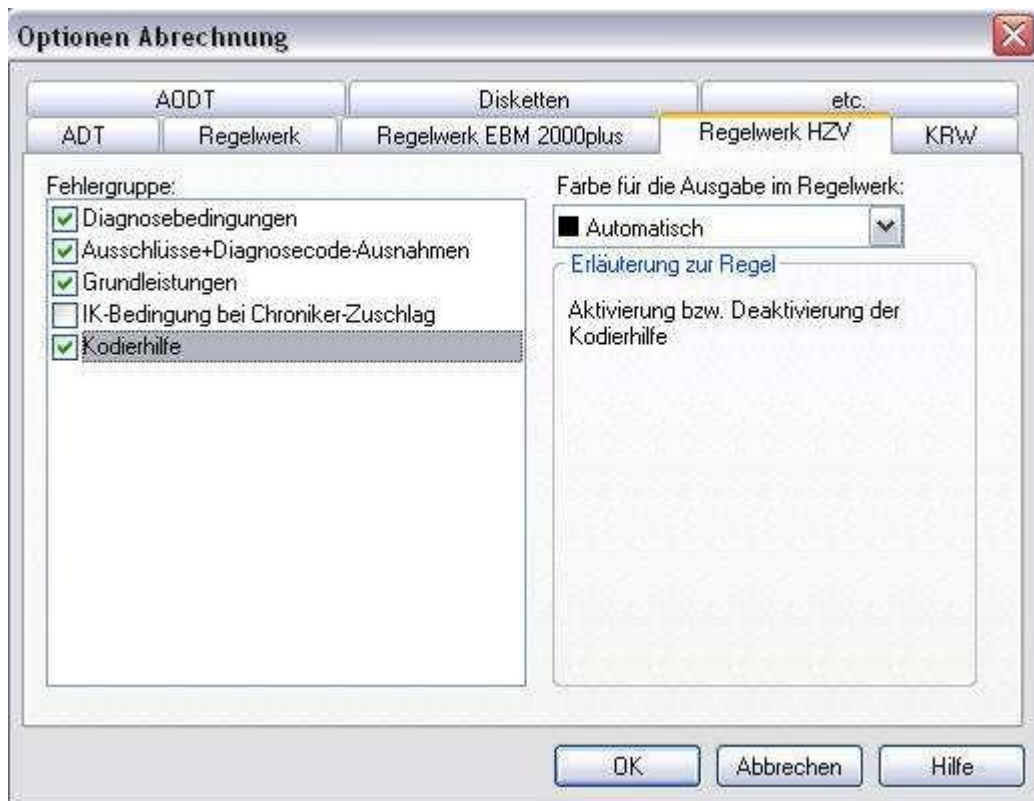 Optionen Abrechnung
AODT
Disketten
etc.
ADT
Regelwerk
Regelwerk EBM 2000plus
Regelwerk HZV
KRW
Fehlergruppe:
Diagnosebedingungen
Ausschlüsse+Diagnosecode-Ausnahmen
Grundleistungen
IK-Bedingung bei Chroniker-Zuschlag
Kodierhilfe
Farbe für die Ausgabe im Regelwerk:
Automatisch
Erläuterung zur Regel
Aktivierung bzw. Deaktivierung der
Kodierhilfe
OK
Abbrechen
Hilfe